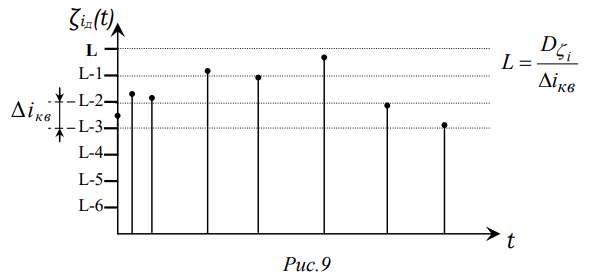 ζiд(t)
L
L-1
L-2
L-3
L-4
L-5
L-6
Δiкв
L = Dζi / Δiкв
t
Рис.9